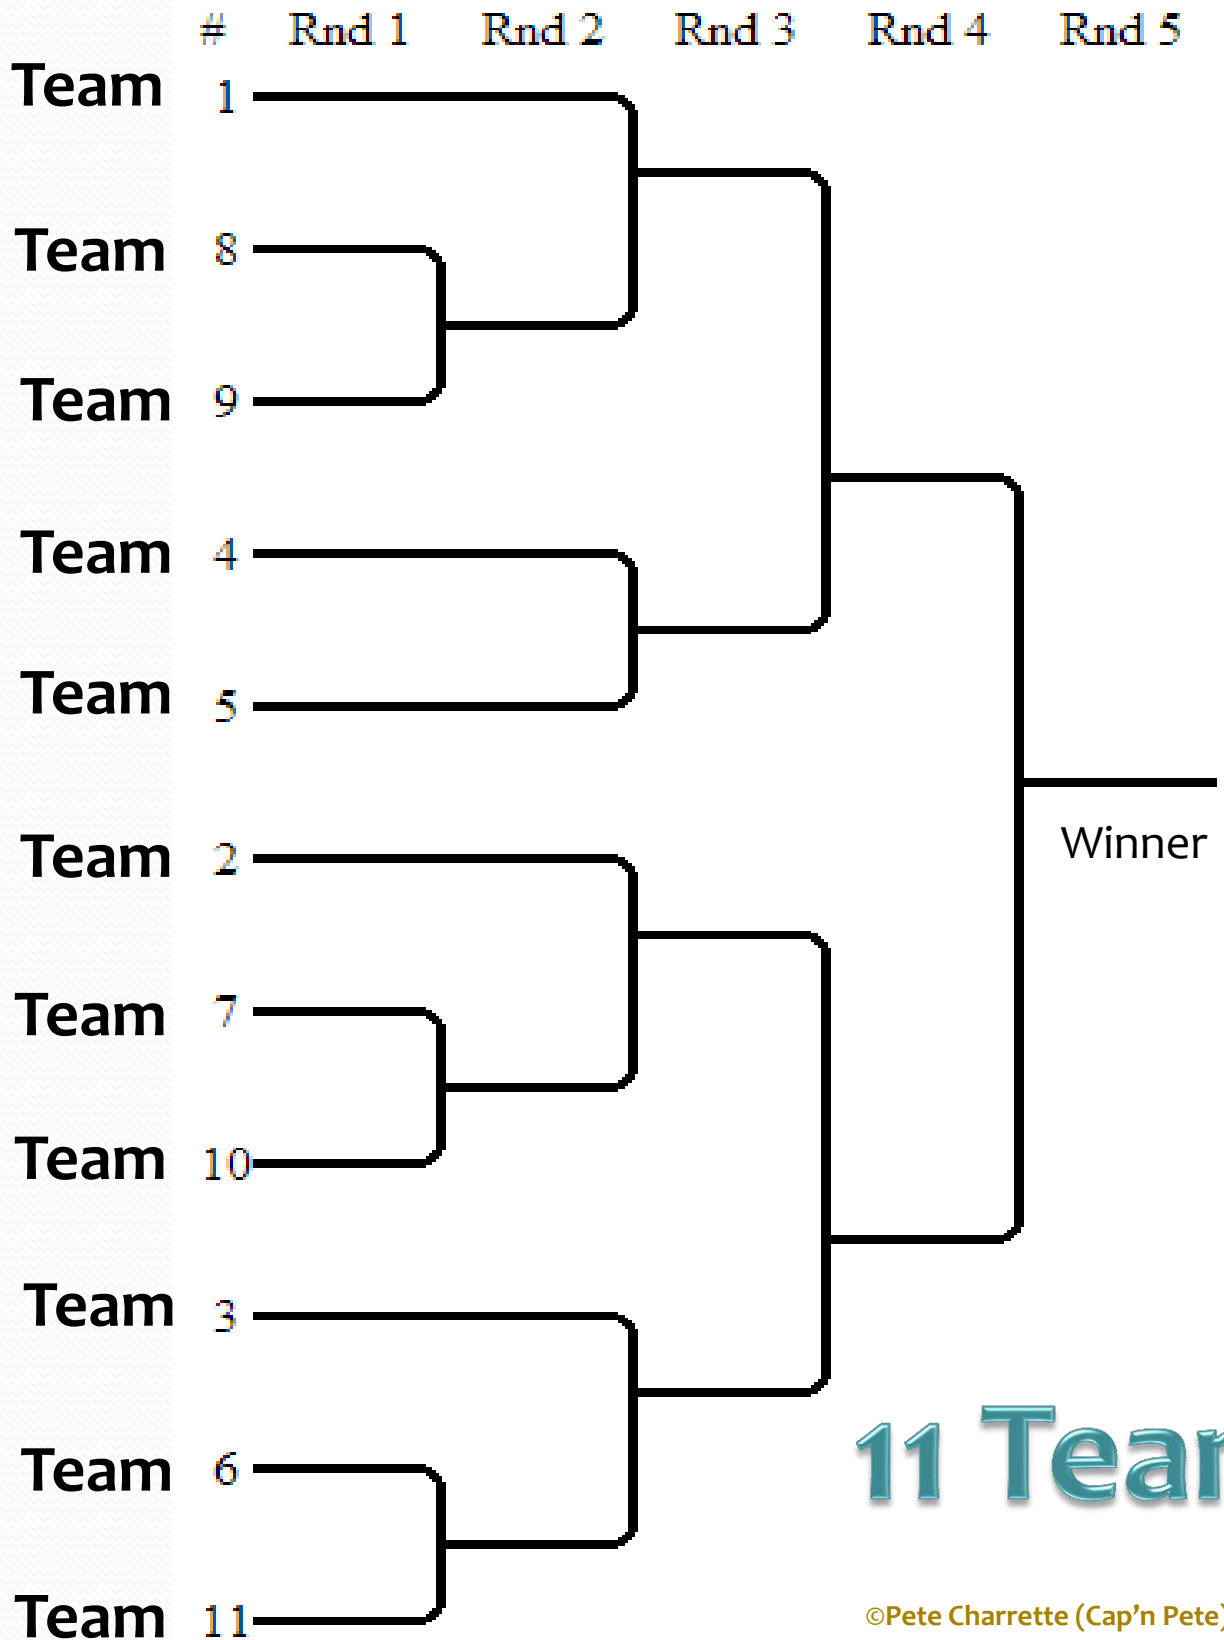 # Rnd 1 Rnd 2 Rnd 3 Rnd 4 Rnd 5
Team 1
Team 8
Team 9
Team 4
Team 5
Winner
Team 2
Team 7
Team 10
Team 3
11 Team
Team 6
Team 11
©Pete Charrette (Cap'n Pete)